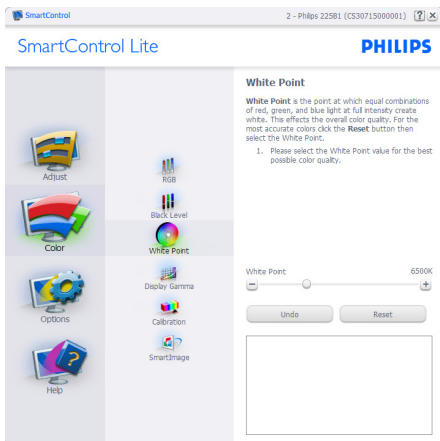 SmartControl
2 - Philips 225B1 (CS30715000001)
SmartControl Lite
PHILIPS
Adjust
Color
Options
Help
RGB
Black Level
White Point
Display Gamma
Calibration
SmartImage
White Point
White Point is the point at which equal combinations
of red, green, and blue light at full intensity create
white. This effects the overall color quality. For the
most accurate colors click the Reset button then
select the White Point.
1. Please select the White Point value for the best
possible color quality.
White Point 6500K
Undo
Reset